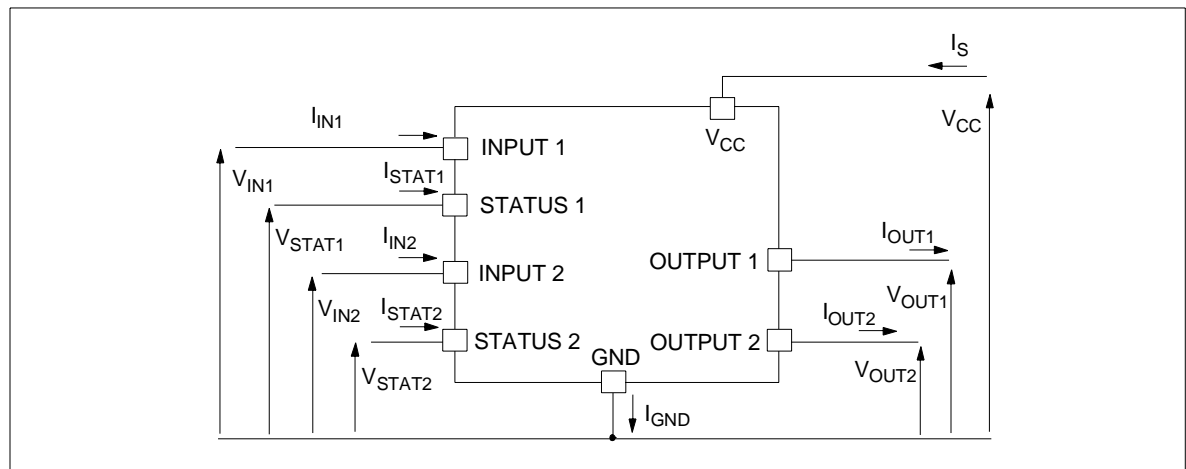 I_S
V_CC
V_CC
I_IN1
INPUT 1
V_IN1
I_STAT1
STATUS 1
V_STAT1
I_IN2
INPUT 2
V_IN2
I_STAT2
STATUS 2
V_STAT2
GND
I_GND
OUTPUT 1
I_OUT1
V_OUT1
OUTPUT 2
I_OUT2
V_OUT2